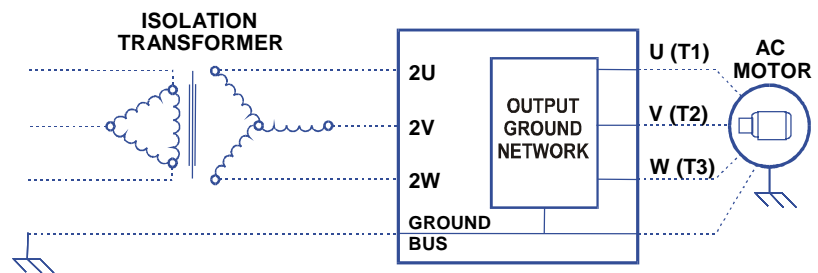 ISOLATION
TRANSFORMER
2U
2V
2W
GROUND
BUS
OUTPUT
GROUND
NETWORK
U (T1)
V (T2)
W (T3)
AC
MOTOR